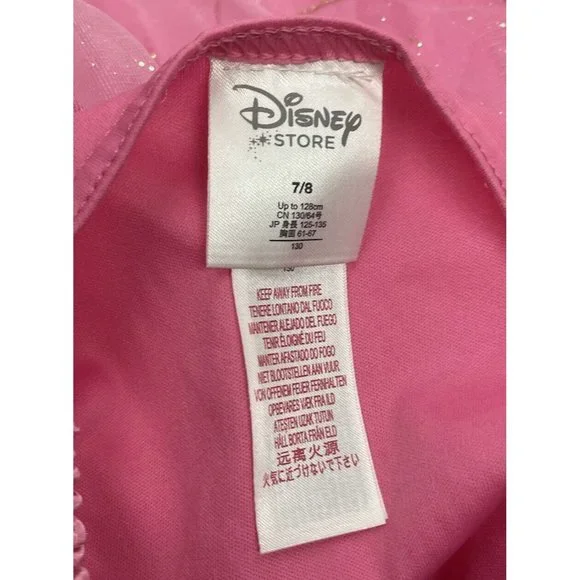 Disney
STORE
7/8
Up to 128cm
CN 130/64号
JP 身長 125-135
胸囲 61-67
130
130
KEEP AWAY FROM FIRE
TENERE LONTANO DAL FUOCO
MANTENER ALEJADO DEL FUEGO
TENIR ÉLOIGNÉ DU FEU
MANTER AFASTADO DO FOGO
NIET BLOOTSTELLEN AAN VUUR
VON OFFENEM FEUER FERNHALTEN
OPBEVARES VÆK FRA ILD
ATESTEN UZAK TUTUN
HÅLL BORTA FRÅN ELD
远离火源
火気に近づけないで下さい